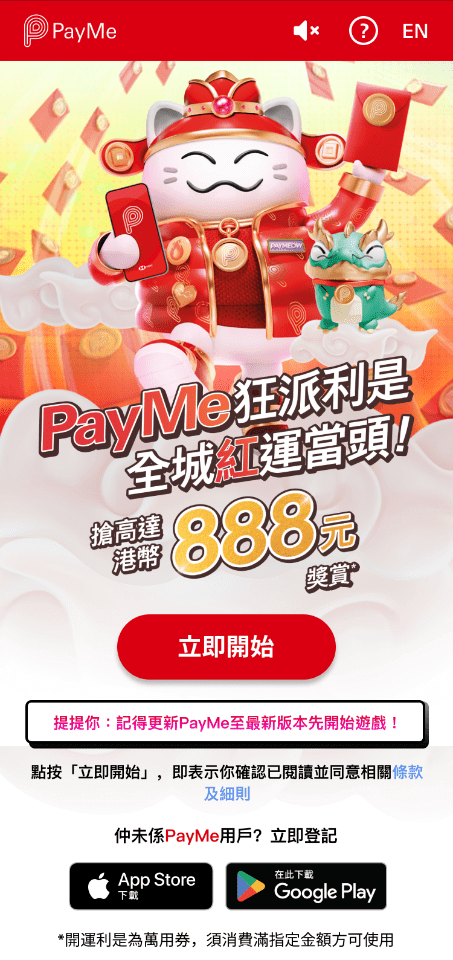 PayMe
EN
PAYMEOW
PayMe狂派利是
全城紅運當頭!
搶高達
港幣
888元
獎賞*
立即開始
提提你：記得更新PayMe至最新版本先開始遊戲！
點按「立即開始」，即表示你確認已閱讀並同意相關條款
及細則
仲未係PayMe用戶？立即登記
App Store
下載
在此下載
Google Play
*開運利是為萬用券，須消費滿指定金額方可使用